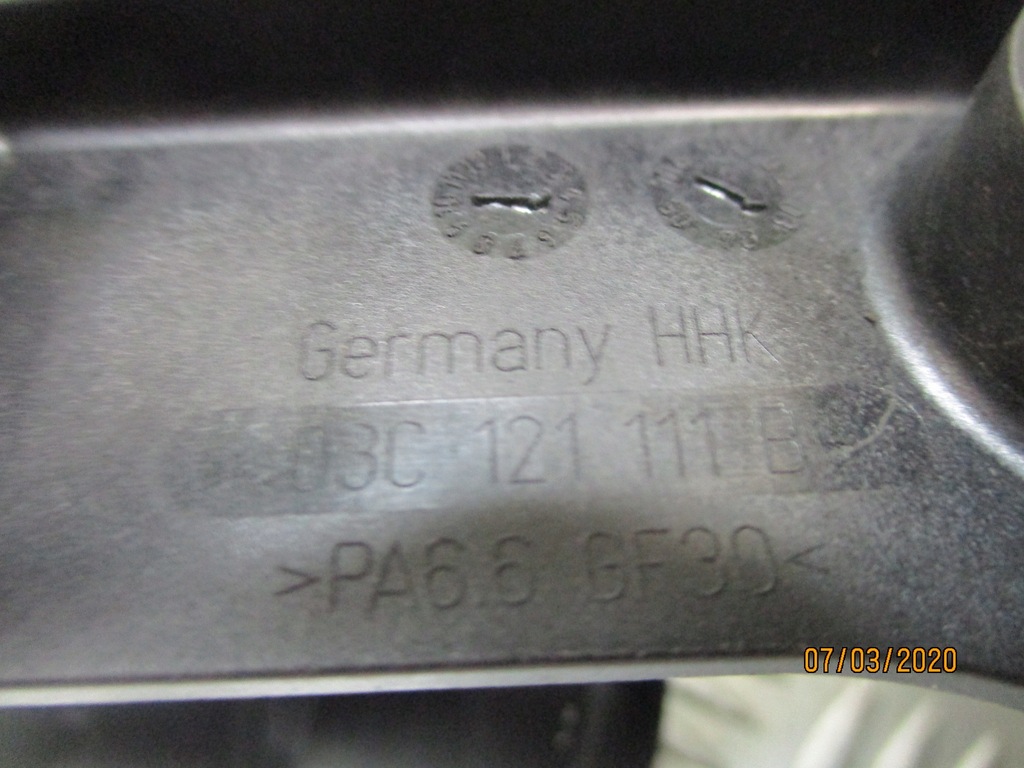 Germany HHK
03C 121 111 B
>PA6.6 GF30<
07/03/2020